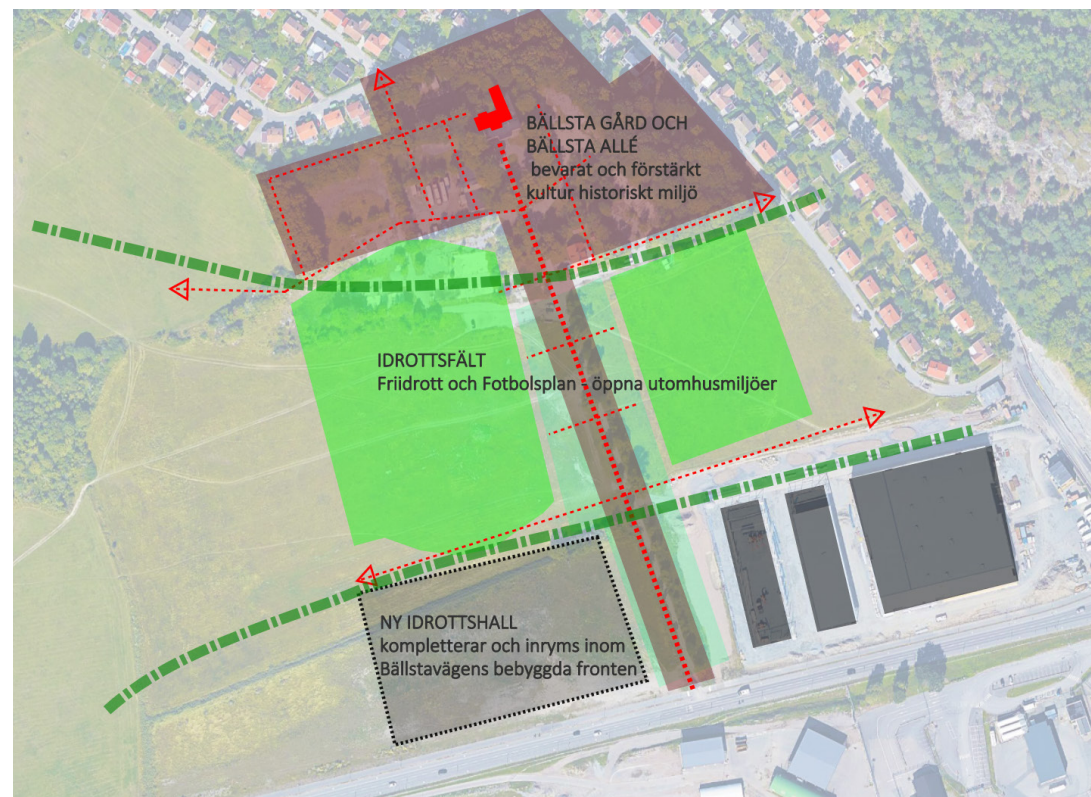 BÄLLSTA GÅRD OCH
BÄLLSTA ALLÉ
bevarat och förstärkt
kultur historiskt miljö
IDROTTSFÄLT
Friidrott och Fotbolsplan - öppna utomhusmiljöer
NY IDROTTSHALL
kompletterar och inryms inom
Bällstavägens bebyggda fronten